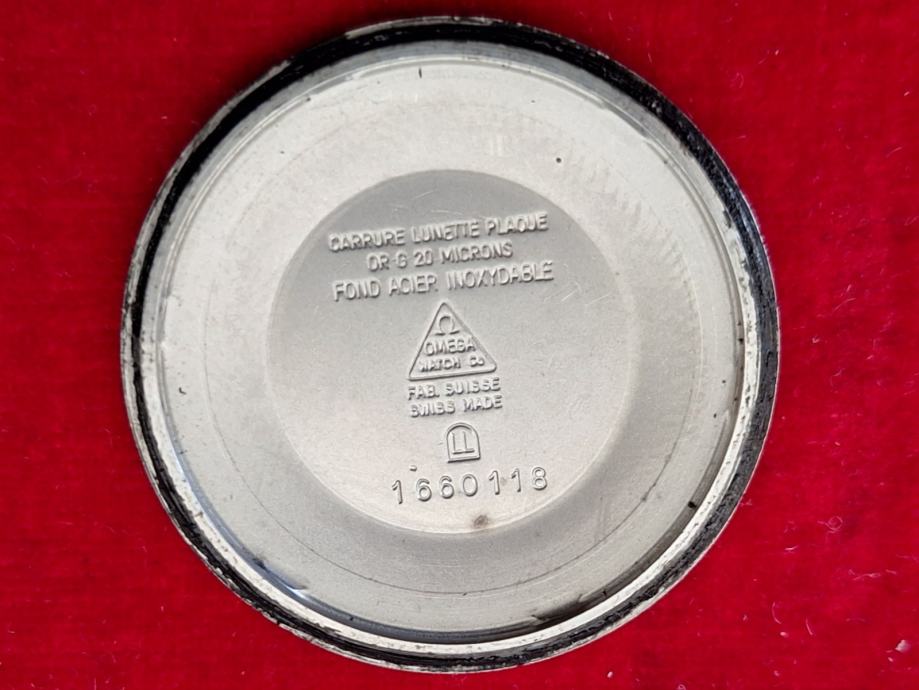 CARRURE LUNETTE PLAQUE
OR G 20 MICRONS
FOND ACIER INOXYDABLE
Ω
OMEGA
WATCH Co
FAB. SUISSE
SWISS MADE
1660118